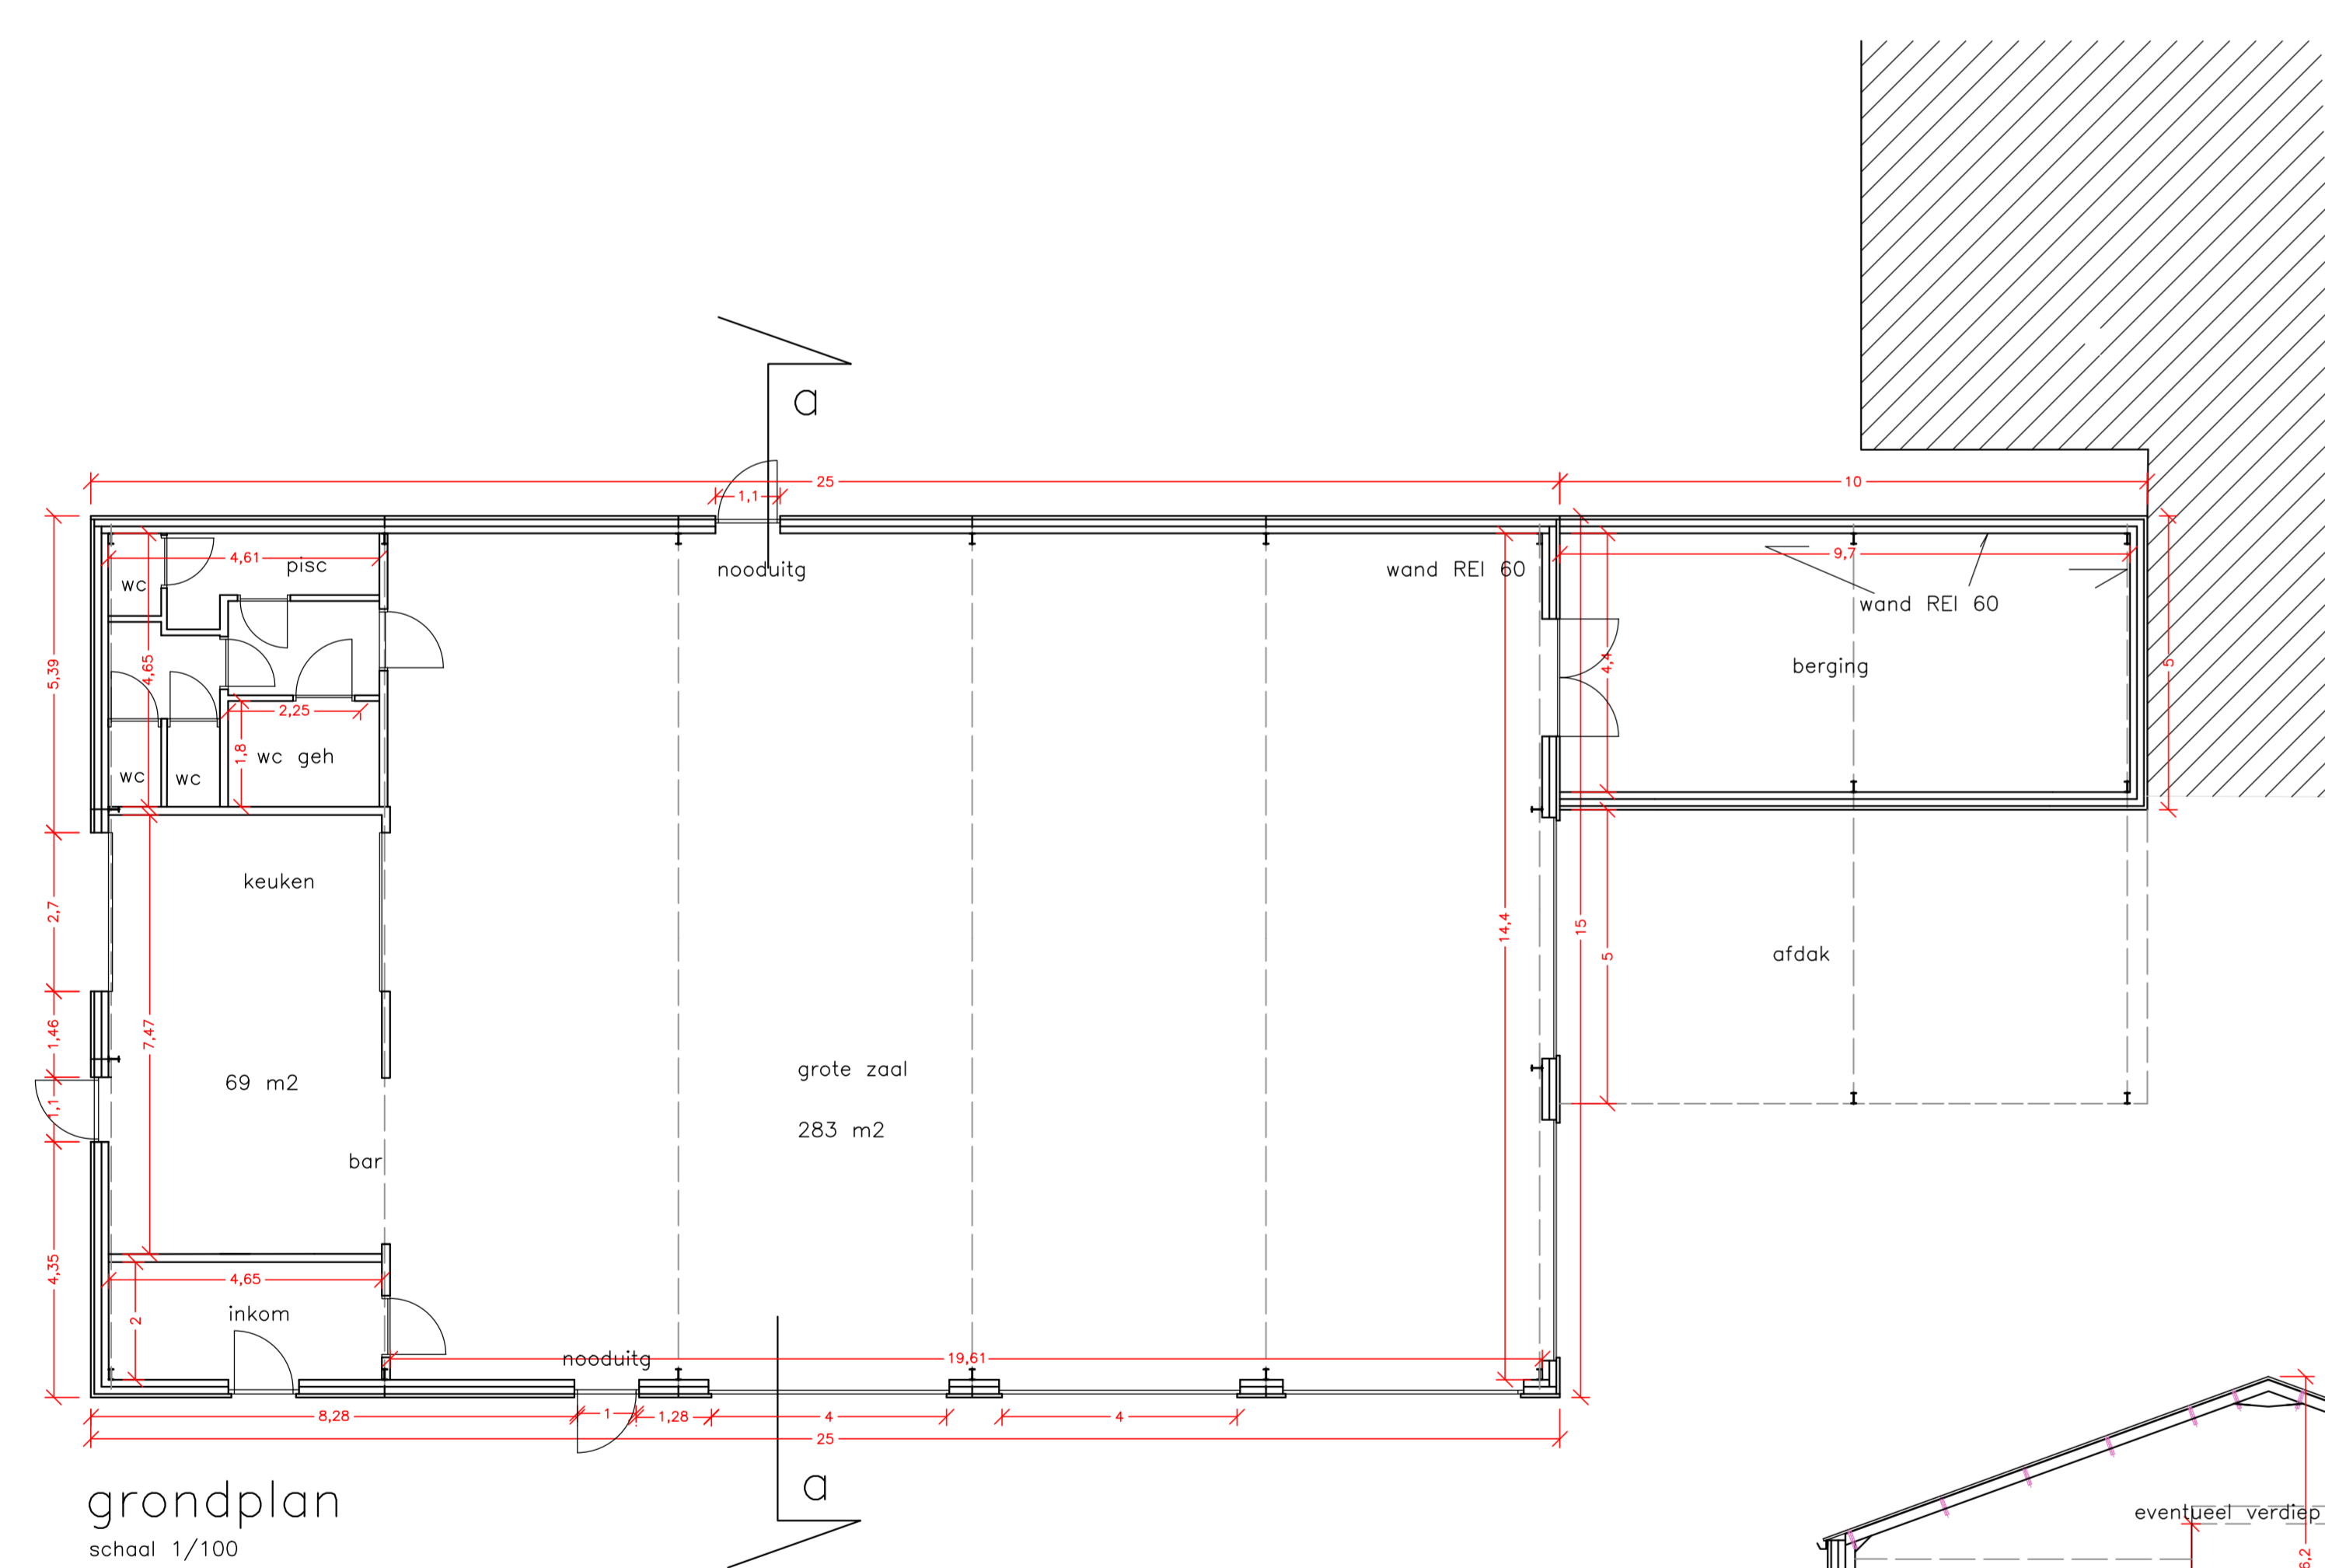 a
25
10
1,1
4,61
pisc
wc
nooduitg
wand REI 60
9,7
wand REI 60
5,39
4,65
4,4
berging
5
2,25
1,8
wc geh
wc
wc
keuken
2,7
14,4
15
5
afdak
1,46
7,47
69 m2
grote zaal
1,1
283 m2
bar
4,35
4,65
2
inkom
nooduitg
19,61
8,28
1
1,28
4
4
25
a
grondplan
schaal 1/100
eventueel verdiep
6,2